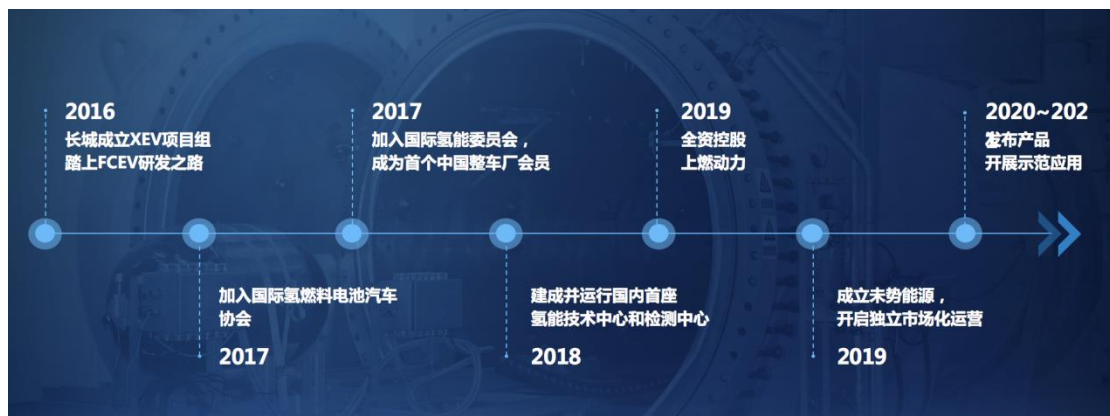 2016
长城成立XEV项目组
踏上FCEV研发之路
加入国际氢燃料电池汽车
协会
2017
2017
加入国际氢能委员会，
成为首个中国整车厂会员
建成并运行国内首座
氢能技术中心和检测中心
2018
2019
全资控股
上燃动力
成立未势能源，
开启独立市场化运营
2019
2020~202
发布产品
开展示范应用